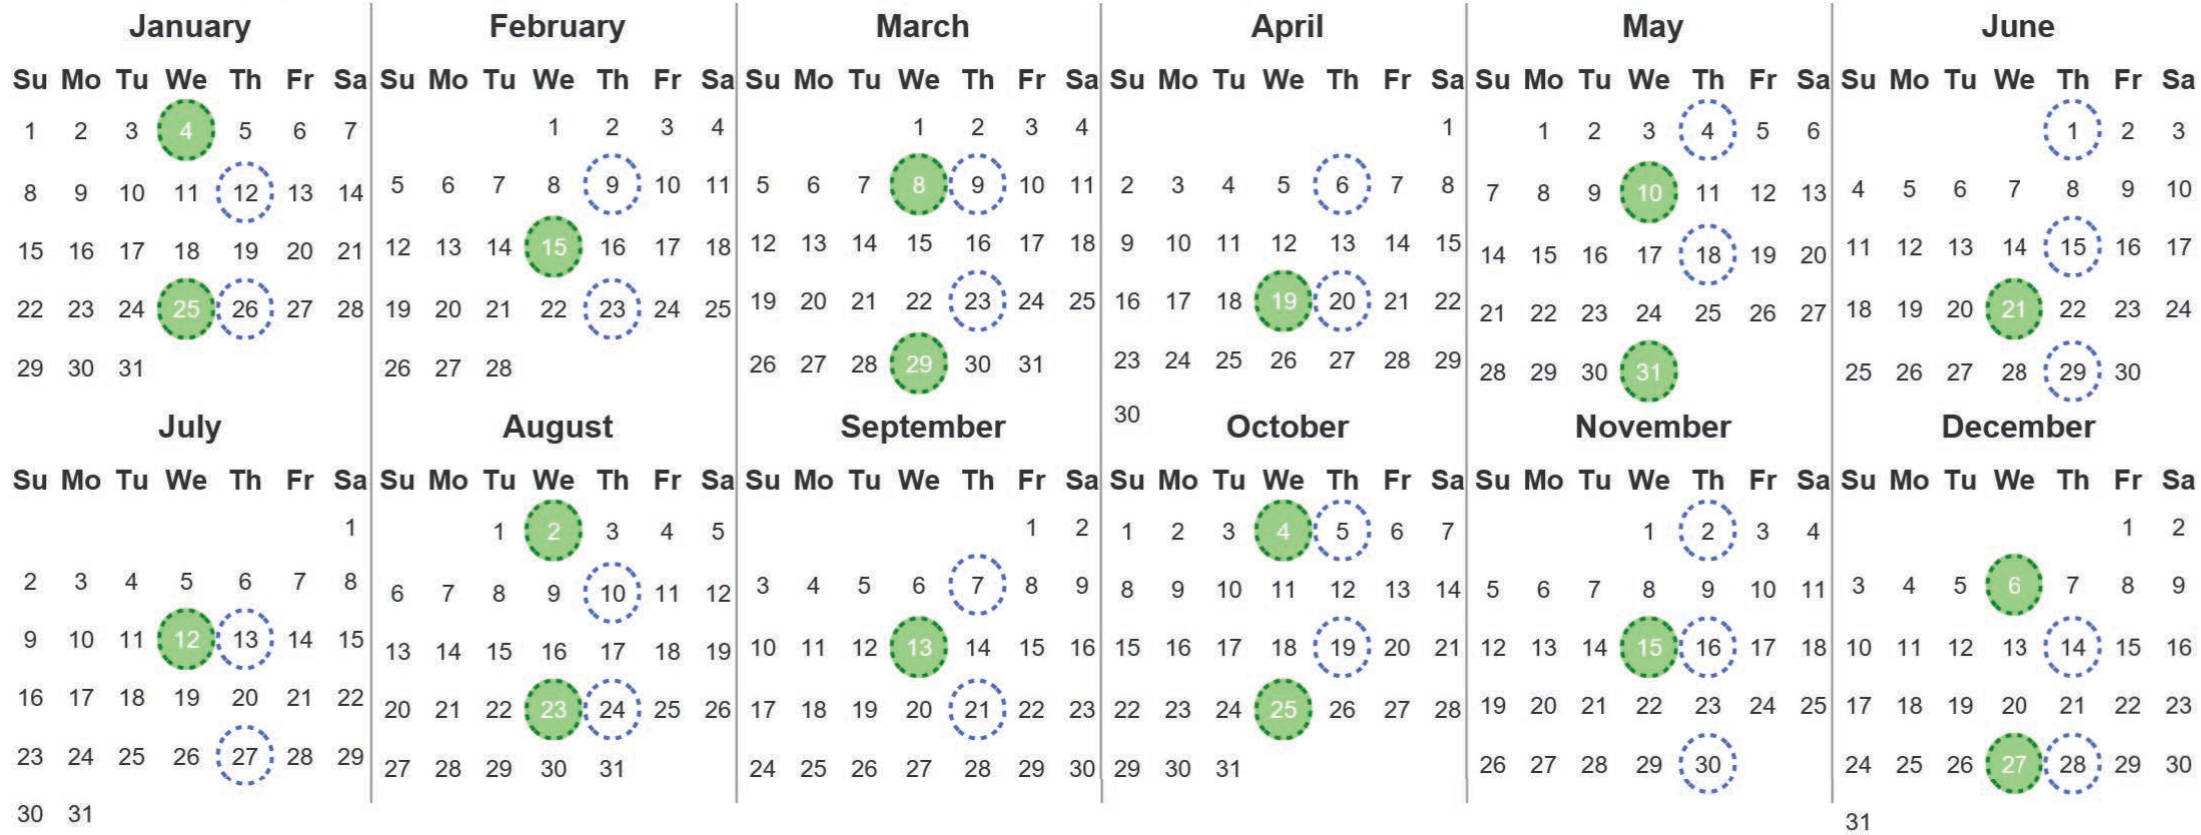 January
Su Mo Tu We Th Fr Sa
1 2 3 4 5 6 7
8 9 10 11 12 13 14
15 16 17 18 19 20 21
22 23 24 25 26 27 28
29 30 31
February
Su Mo Tu We Th Fr Sa
1 2 3 4
5 6 7 8 9 10 11
12 13 14 15 16 17 18
19 20 21 22 23 24 25
26 27 28
March
Su Mo Tu We Th Fr Sa
1 2 3 4
5 6 7 8 9 10 11
12 13 14 15 16 17 18
19 20 21 22 23 24 25
26 27 28 29 30 31
April
Su Mo Tu We Th Fr Sa
1
2 3 4 5 6 7 8
9 10 11 12 13 14 15
16 17 18 19 20 21 22
23 24 25 26 27 28 29
30
May
Su Mo Tu We Th Fr Sa
1 2 3 4 5 6
7 8 9 10 11 12 13
14 15 16 17 18 19 20
21 22 23 24 25 26 27
28 29 30 31
June
Su Mo Tu We Th Fr Sa
1 2 3
4 5 6 7 8 9 10
11 12 13 14 15 16 17
18 19 20 21 22 23 24
25 26 27 28 29 30
July
Su Mo Tu We Th Fr Sa
1
2 3 4 5 6 7 8
9 10 11 12 13 14 15
16 17 18 19 20 21 22
23 24 25 26 27 28 29
30 31
August
Su Mo Tu We Th Fr Sa
1 2 3 4 5
6 7 8 9 10 11 12
13 14 15 16 17 18 19
20 21 22 23 24 25 26
27 28 29 30 31
September
Su Mo Tu We Th Fr Sa
1 2
3 4 5 6 7 8 9
10 11 12 13 14 15 16
17 18 19 20 21 22 23
24 25 26 27 28 29 30
October
Su Mo Tu We Th Fr Sa
1 2 3 4 5 6 7
8 9 10 11 12 13 14
15 16 17 18 19 20 21
22 23 24 25 26 27 28
29 30 31
November
Su Mo Tu We Th Fr Sa
1 2 3 4
5 6 7 8 9 10 11
12 13 14 15 16 17 18
19 20 21 22 23 24 25
26 27 28 29 30
December
Su Mo Tu We Th Fr Sa
1 2
3 4 5 6 7 8 9
10 11 12 13 14 15 16
17 18 19 20 21 22 23
24 25 26 27 28 29 30
31